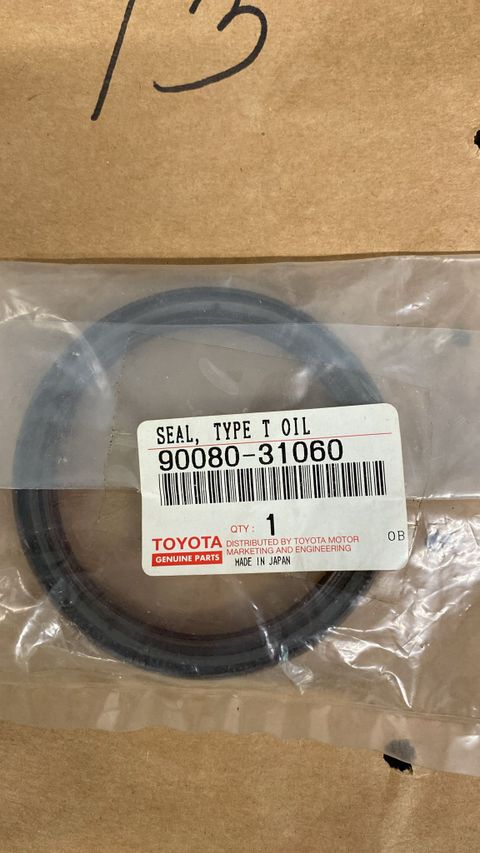 13
SEAL, TYPE T OIL
90080-31060
QTY: 1
TOYOTA
GENUINE PARTS
DISTRIBUTED BY TOYOTA MOTOR
MARKETING AND ENGINEERING
MADE IN JAPAN
OB